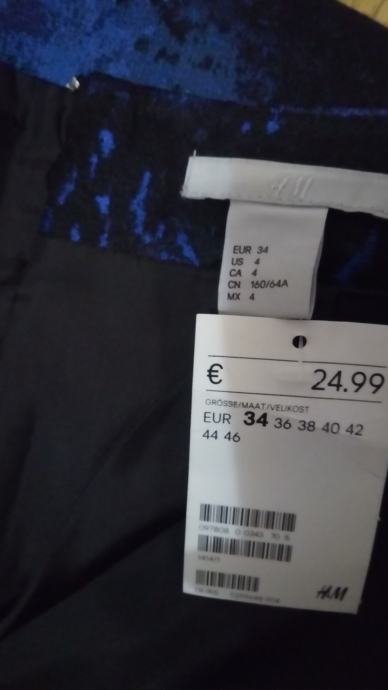 H&M
EUR 34
US 4
CA 4
CN 160/64A
MX 4
€ 24.99
GRÖSSE/MAAT/VELIKOST
EUR 34 36 38 40 42
44 46
H&M